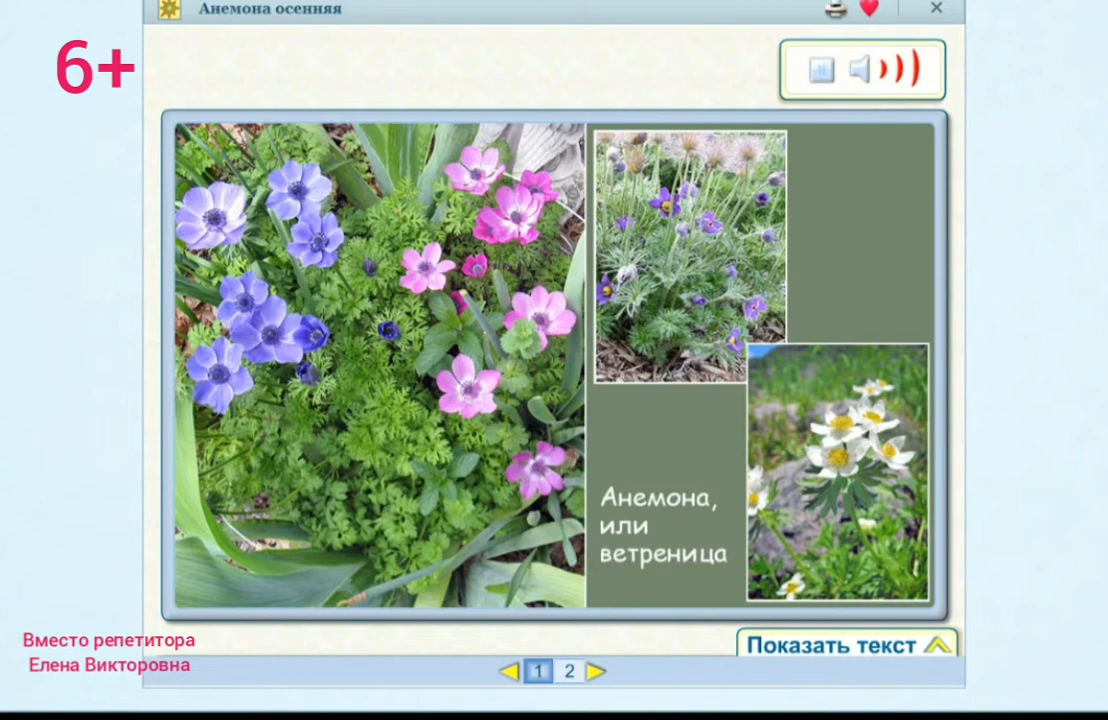 Анемона осенняя
6+
Анемона,
или
ветреница
Показать текст
Вместо репетитора
Елена Викторовна
1 2